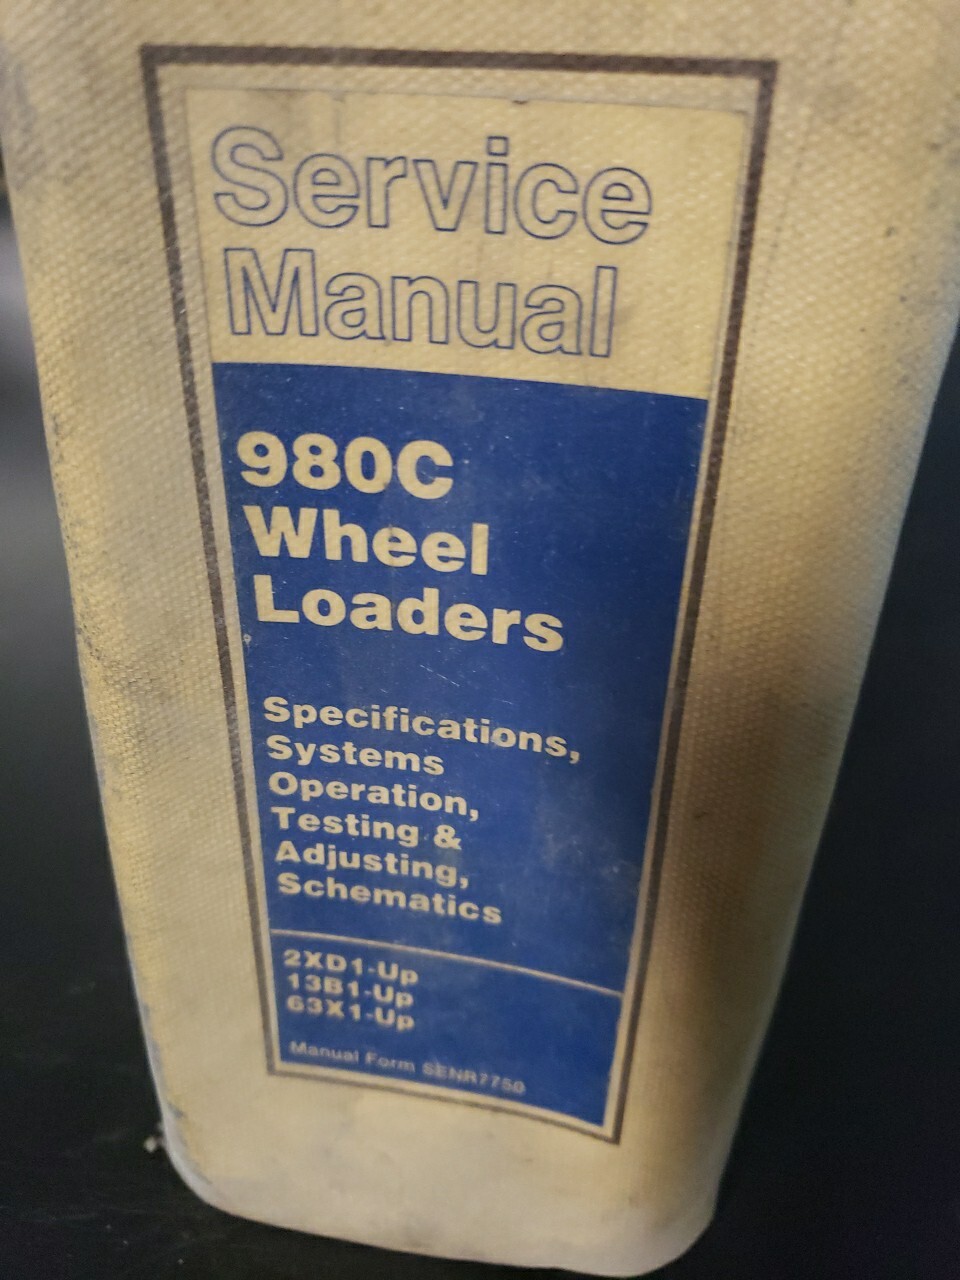 Service
Manual
980C
Wheel
Loaders
Specifications,
Systems
Operation,
Testing &
Adjusting,
Schematics
2XD1-Up
13B1-Up
63X1-Up
Manual Form SENR7750